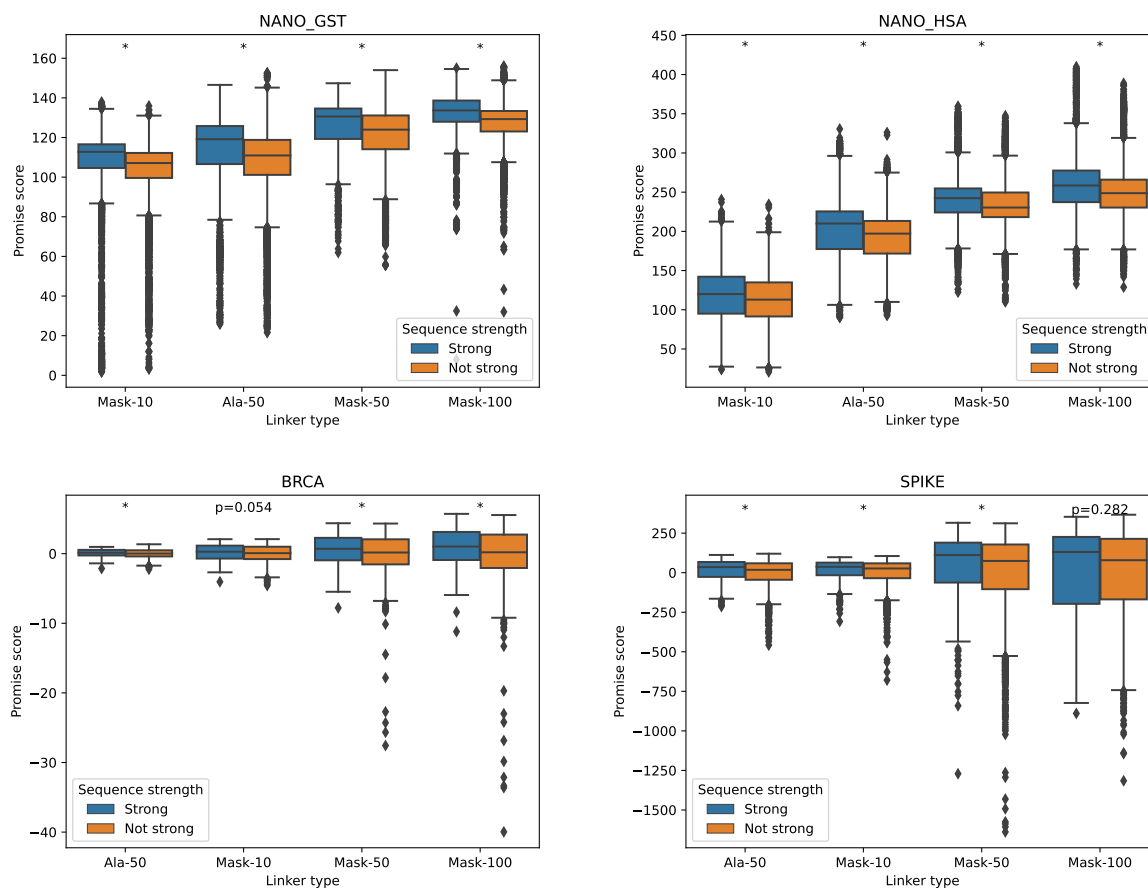 NANO_GST
* * * *
160
140
120
100
80
60
40
20
0
Promise score
Sequence strength
Strong
Not strong
Mask-10 Ala-50 Mask-50 Mask-100
Linker type
NANO_HSA
* * * *
450
400
350
300
250
200
150
100
50
Promise score
Sequence strength
Strong
Not strong
Mask-10 Ala-50 Mask-50 Mask-100
Linker type
BRCA
* p=0.054 * *
0
−10
−20
−30
−40
Promise score
Sequence strength
Strong
Not strong
Ala-50 Mask-10 Mask-50 Mask-100
Linker type
SPIKE
* * * p=0.282
250
0
−250
−500
−750
−1000
−1250
−1500
Promise score
Sequence strength
Strong
Not strong
Ala-50 Mask-10 Mask-50 Mask-100
Linker type